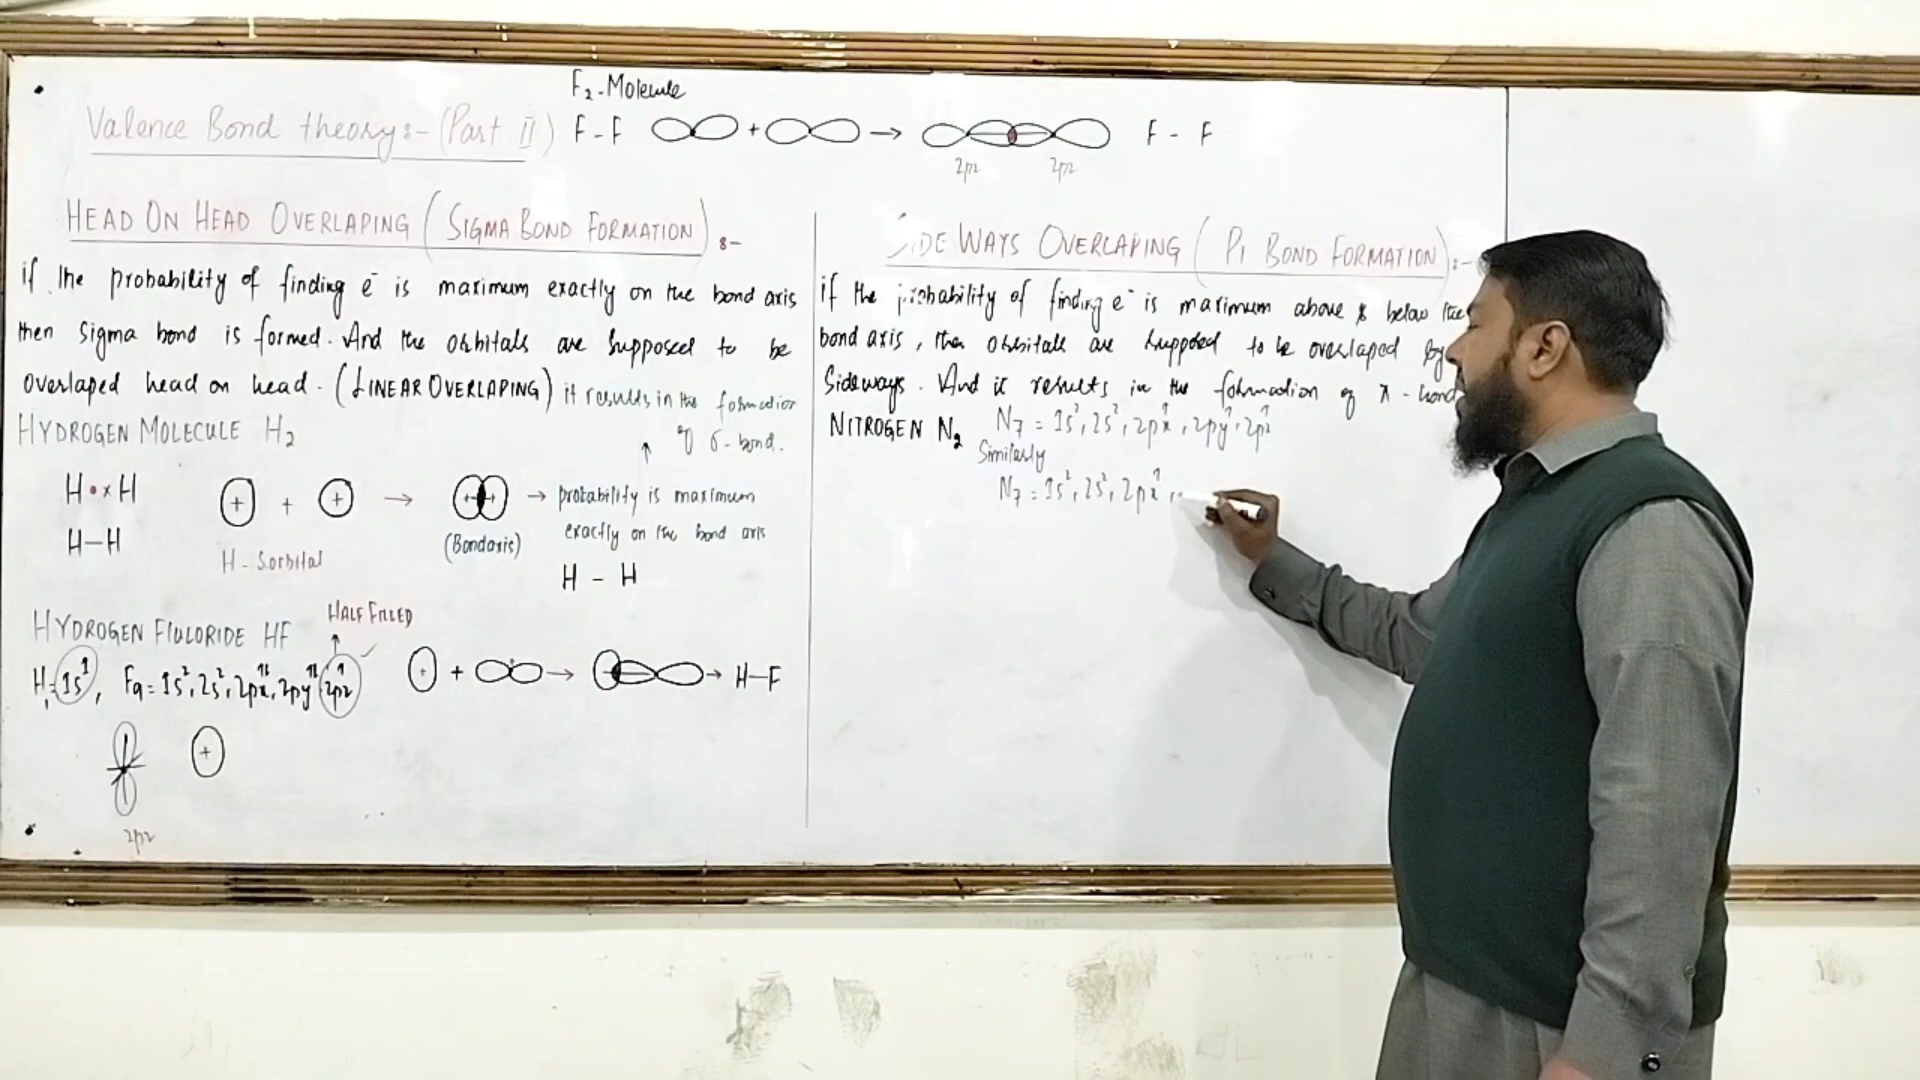 F₂-Molecule
Valence Bond theory:- (Part II)
F-F + → F - F
2pz 2pz
HEAD ON HEAD OVERLAPING (SIGMA BOND FORMATION) :-
if the probability of finding e⁻ is maximum exactly on the bond axis
then Sigma bond is formed. And the orbitals are supposed to be
overlaped head on head. (LINEAR OVERLAPING) it results in the formation
of σ-bond.
HYDROGEN MOLECULE H₂
H•×H
H-H
+ + + → + + → probability is maximum
exactly on the bond axis
H - Sorbital
(Bondaxis)
H - H
HYDROGEN FIULORIDE HF
HALF FILLED
↑
H=1s¹, F₉=1s², 2s², 2px⇅, 2py⇅ 2pz↑
+ + → → H-F
+
2pz
SIDE WAYS OVERLAPING (PI BOND FORMATION):-
if the probability of finding e⁻ is maximum above & below the
bond axis, then orbitals are supposed to be overlaped by
Sideways. And it results in the formation of π-bond
NITROGEN N₂ N₇ = 1s², 2s², 2px↑, 2py↑, 2pz↑
Similarly
N₇ = 1s², 2s², 2px↑,